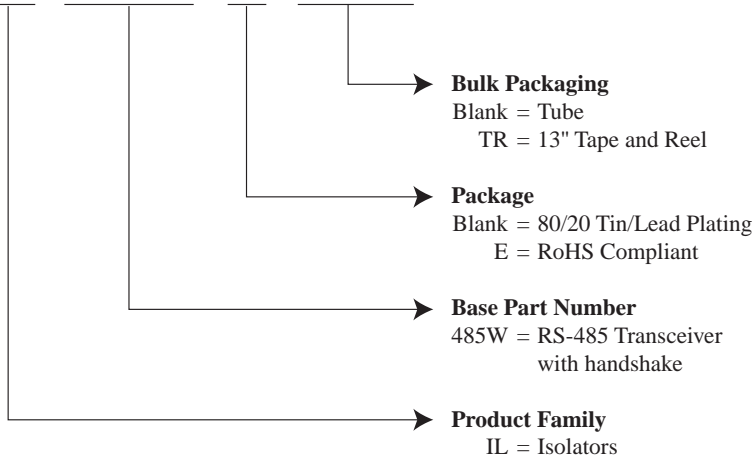 Bulk Packaging
Blank = Tube
TR = 13" Tape and Reel
Package
Blank = 80/20 Tin/Lead Plating
E = RoHS Compliant
Base Part Number
485W = RS-485 Transceiver
with handshake
Product Family
IL = Isolators